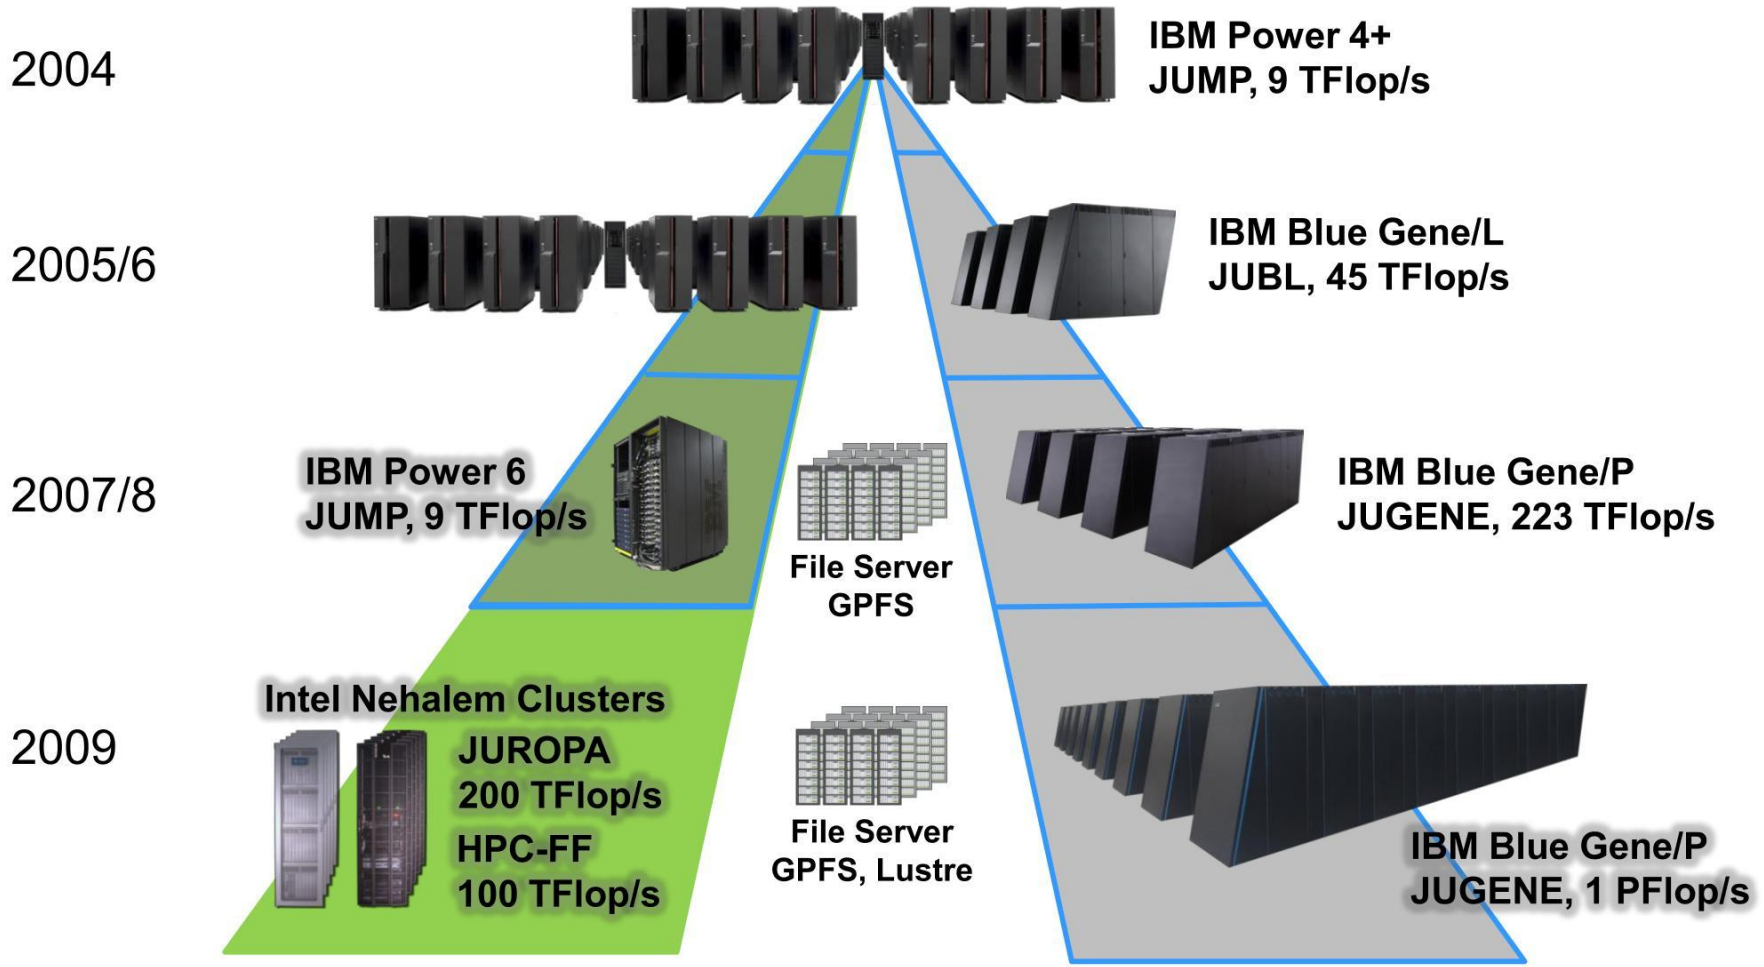 2004
IBM Power 4+
JUMP, 9 TFlop/s
2005/6
IBM Blue Gene/L
JUBL, 45 TFlop/s
2007/8
IBM Power 6
JUMP, 9 TFlop/s
File Server
GPFS
IBM Blue Gene/P
JUGENE, 223 TFlop/s
2009
Intel Nehalem Clusters
JUROPA
200 TFlop/s
HPC-FF
100 TFlop/s
File Server
GPFS, Lustre
IBM Blue Gene/P
JUGENE, 1 PFlop/s